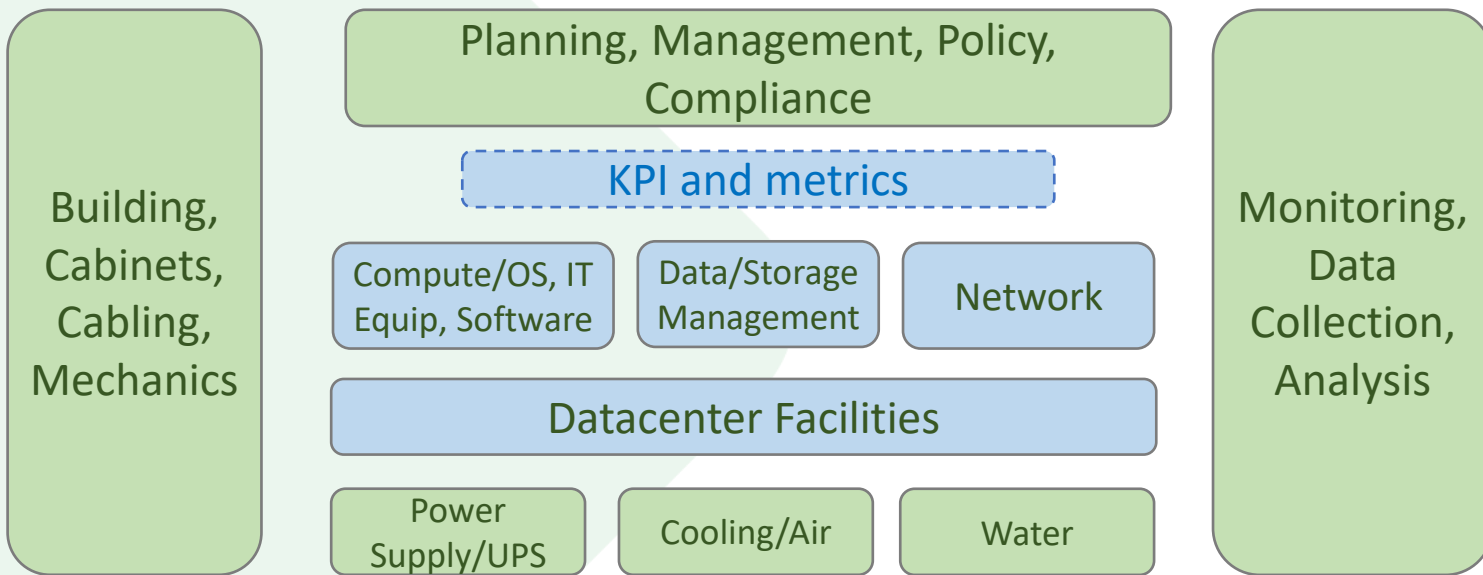 Building,
Cabinets,
Cabling,
Mechanics
Planning, Management, Policy,
Compliance
KPI and metrics
Compute/OS, IT
Equip, Software
Data/Storage
Management
Network
Datacenter Facilities
Power
Supply/UPS
Cooling/Air
Water
Monitoring,
Data
Collection,
Analysis